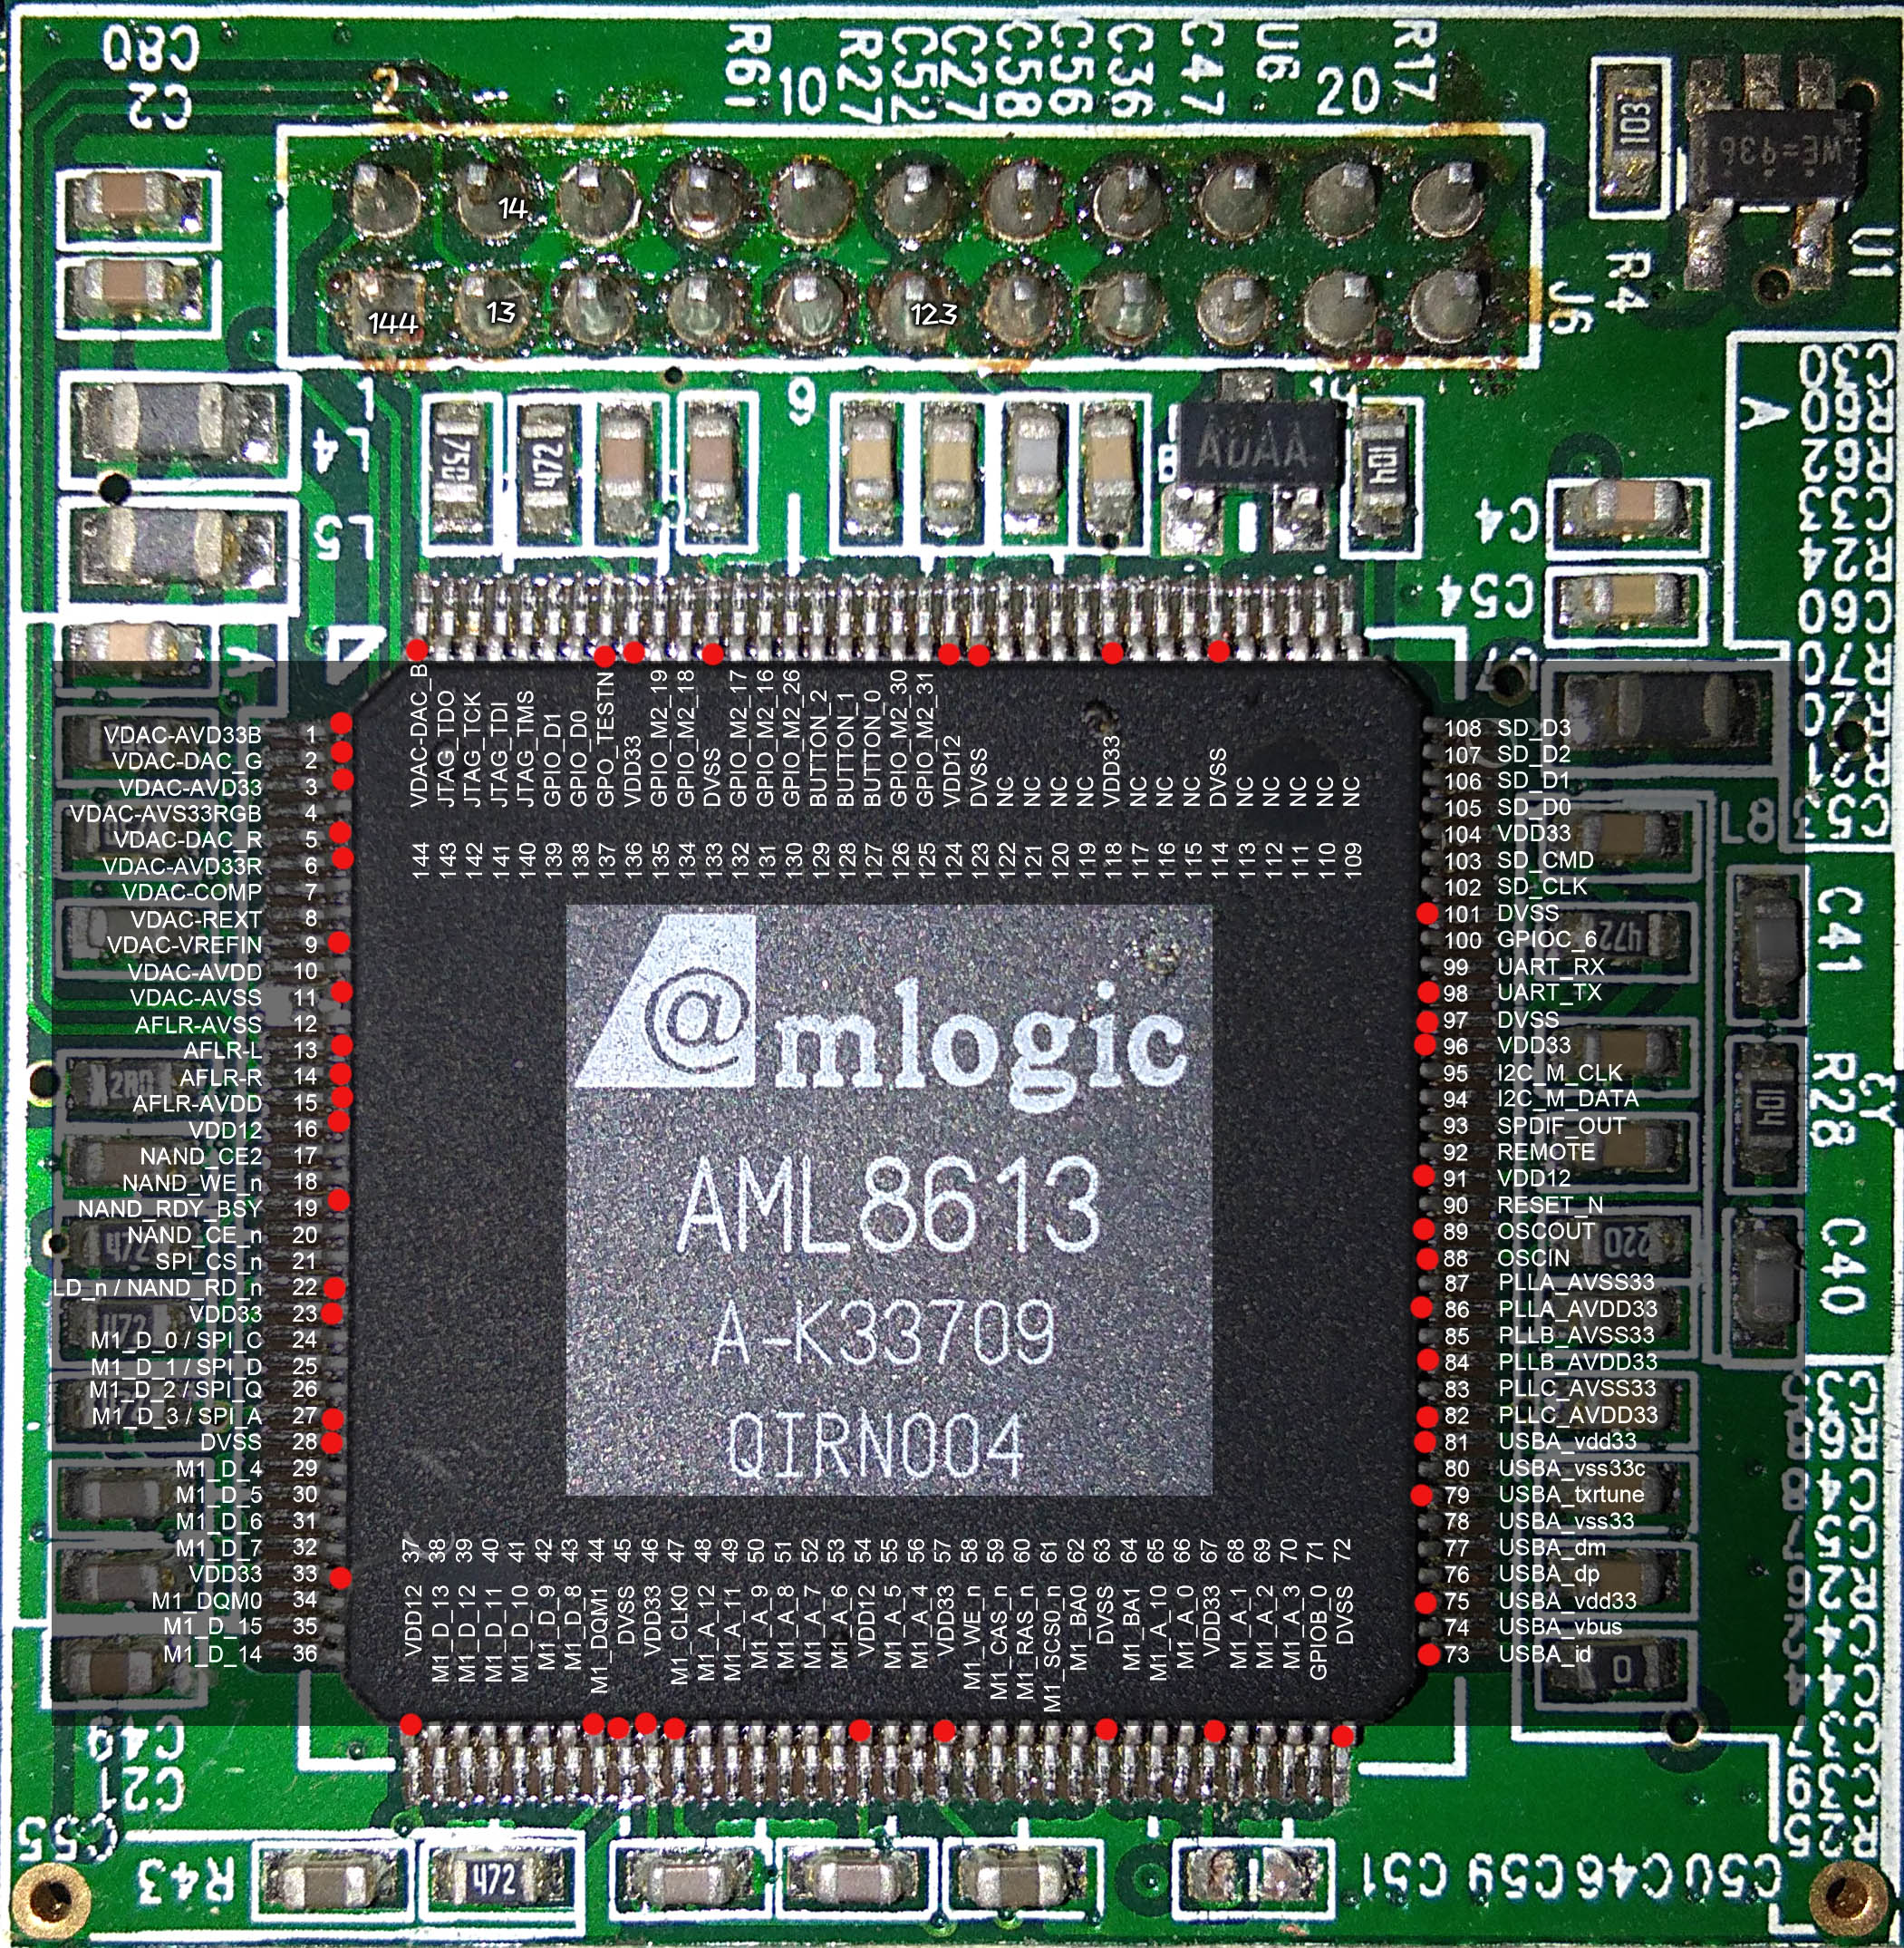 C80
C2
2
R61
10
R27
C52
C27
C58
C56
C36
C47
U6
20
R17
103
WE=936
U1
R4
14
J6
144
13
123
9
A
L4
750
472
B
AUAA
104
L5
C4
C54
4
VDAC-AVD33B 1
VDAC-DAC_G 2
VDAC-AVD33 3
VDAC-AVS33RGB 4
VDAC-DAC_R 5
VDAC-AVD33R 6
VDAC-COMP 7
VDAC-REXT 8
VDAC-VREFIN 9
VDAC-AVDD 10
VDAC-AVSS 11
AFLR-AVSS 12
AFLR-L 13
AFLR-R 14
AFLR-AVDD 15
VDD12 16
NAND_CE2 17
NAND_WE_n 18
NAND_RDY_BSY 19
NAND_CE_n 20
SPI_CS_n 21
LD_n / NAND_RD_n 22
VDD33 23
M1_D_0 / SPI_C 24
M1_D_1 / SPI_D 25
M1_D_2 / SPI_Q 26
M1_D_3 / SPI_A 27
DVSS 28
M1_D_4 29
M1_D_5 30
M1_D_6 31
M1_D_7 32
VDD33 33
M1_DQM0 34
M1_D_15 35
M1_D_14 36
144 VDAC-DAC_B
143 JTAG_TDO
142 JTAG_TCK
141 JTAG_TDI
140 JTAG_TMS
139 GPIO_D1
138 GPIO_D0
137 GPO_TESTN
136 VDD33
135 GPIO_M2_19
134 GPIO_M2_18
133 DVSS
132 GPIO_M2_17
131 GPIO_M2_16
130 GPIO_M2_26
129 BUTTON_2
128 BUTTON_1
127 BUTTON_0
126 GPIO_M2_30
125 GPIO_M2_31
124 VDD12
123 DVSS
122 NC
121 NC
120 NC
119 NC
118 VDD33
117 NC
116 NC
115 NC
114 DVSS
113 NC
112 NC
111 NC
110 NC
109 NC
@mlogic
AML8613
A-K33709
QIRN004
37 VDD12
38 M1_D_13
39 M1_D_12
40 M1_D_11
41 M1_D_10
42 M1_D_9
43 M1_D_8
44 M1_DQM1
45 DVSS
46 VDD33
47 M1_CLK0
48 M1_A_12
49 M1_A_11
50 M1_A_9
51 M1_A_8
52 M1_A_7
53 M1_A_6
54 VDD12
55 M1_A_5
56 M1_A_4
57 VDD33
58 M1_WE_n
59 M1_CAS_n
60 M1_RAS_n
61 M1_SCS0_n
62 M1_BA0
63 DVSS
64 M1_BA1
65 M1_A_10
66 M1_A_0
67 VDD33
68 M1_A_1
69 M1_A_2
70 M1_A_3
71 GPIOB_0
72 DVSS
108 SD_D3
107 SD_D2
106 SD_D1
105 SD_D0
104 VDD33
103 SD_CMD
102 SD_CLK
101 DVSS
100 GPIOC_6
99 UART_RX
98 UART_TX
97 DVSS
96 VDD33
95 I2C_M_CLK
94 I2C_M_DATA
93 SPDIF_OUT
92 REMOTE
91 VDD12
90 RESET_N
89 OSCOUT
88 OSCIN
87 PLLA_AVSS33
86 PLLA_AVDD33
85 PLLB_AVSS33
84 PLLB_AVDD33
83 PLLC_AVSS33
82 PLLC_AVDD33
81 USBA_vdd33
80 USBA_vss33c
79 USBA_txrtune
78 USBA_vss33
77 USBA_dm
76 USBA_dp
75 USBA_vdd33
74 USBA_vbus
73 USBA_id
2R0
472
472
L8
472
220
0
C41
104
R28
C40
C49
C21
C55
R43
472
C51
C59
C46
C50